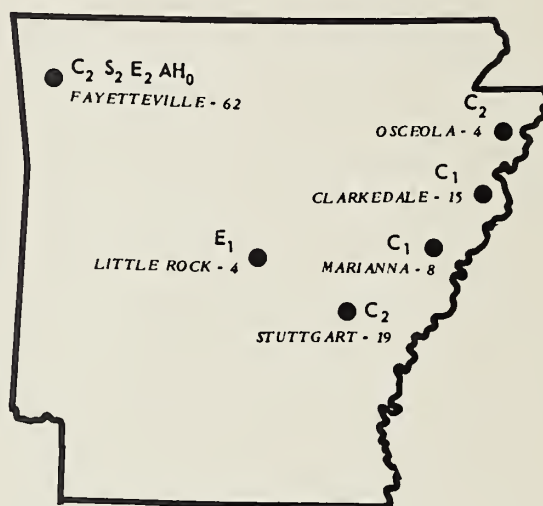 C₂ S₂ E₂ AH₀
FAYETTEVILLE - 62
C₂
OSCEOLA - 4
C₁
CLARKEDALE - 15
E₁
LITTLE ROCK - 4
C₁
MARIANNA - 8
C₂
STUTTGART - 19